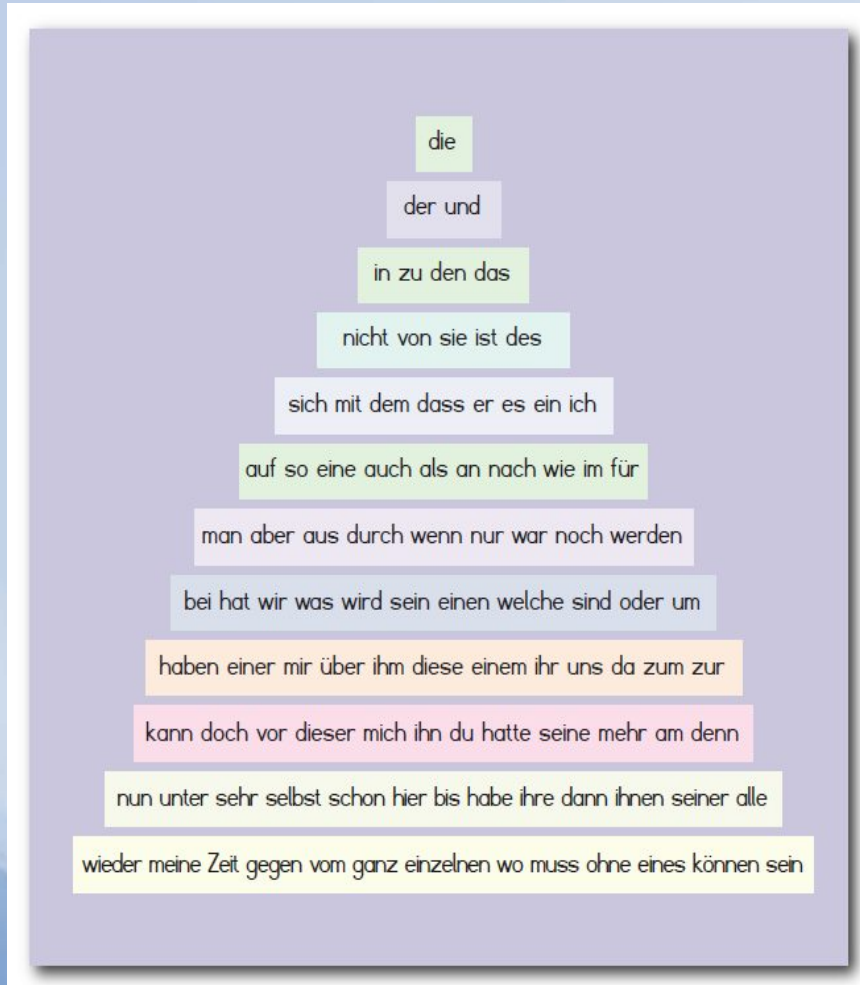 die
der und
in zu den das
nicht von sie ist des
sich mit dem dass er es ein ich
auf so eine auch als an nach wie im für
man aber aus durch wenn nur war noch werden
bei hat wir was wird sein einen welche sind oder um
haben einer mir über ihm diese einem ihr uns da zum zur
kann doch vor dieser mich ihn du hatte seine mehr am denn
nun unter sehr selbst schon hier bis habe ihre dann ihnen seiner alle
wieder meine Zeit gegen vom ganz einzelnen wo muss ohne eines können sein